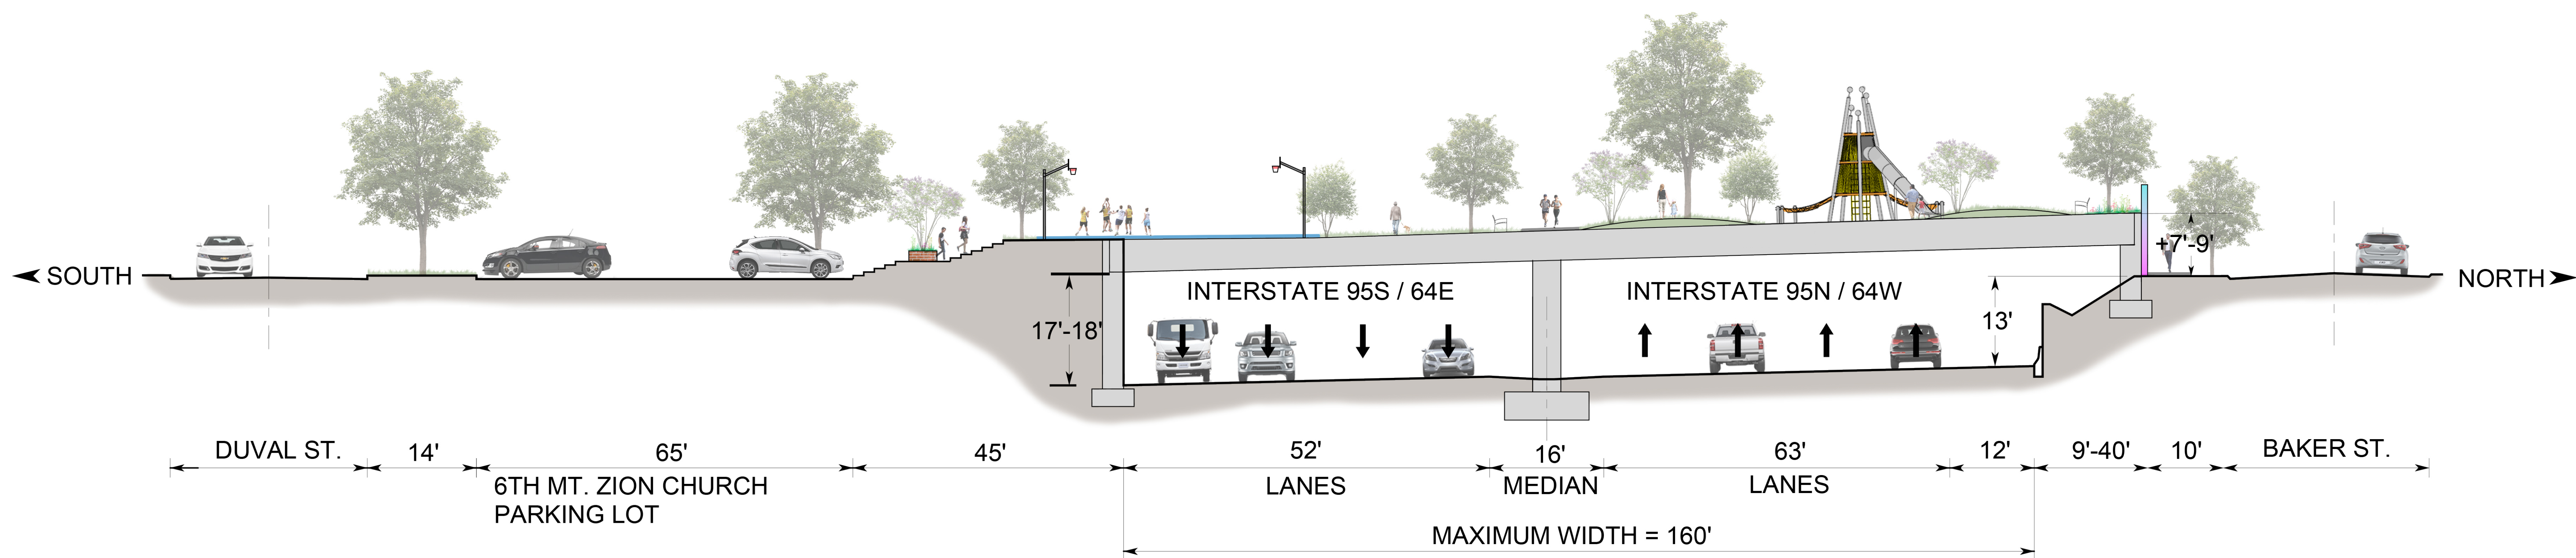 SOUTH
NORTH
+7'-9'
INTERSTATE 95S / 64E
INTERSTATE 95N / 64W
17'-18'
13'
DUVAL ST.
14'
65'
45'
52'
16'
63'
12'
9'-40'
10'
BAKER ST.
6TH MT. ZION CHURCH
PARKING LOT
LANES
MEDIAN
LANES
MAXIMUM WIDTH = 160'